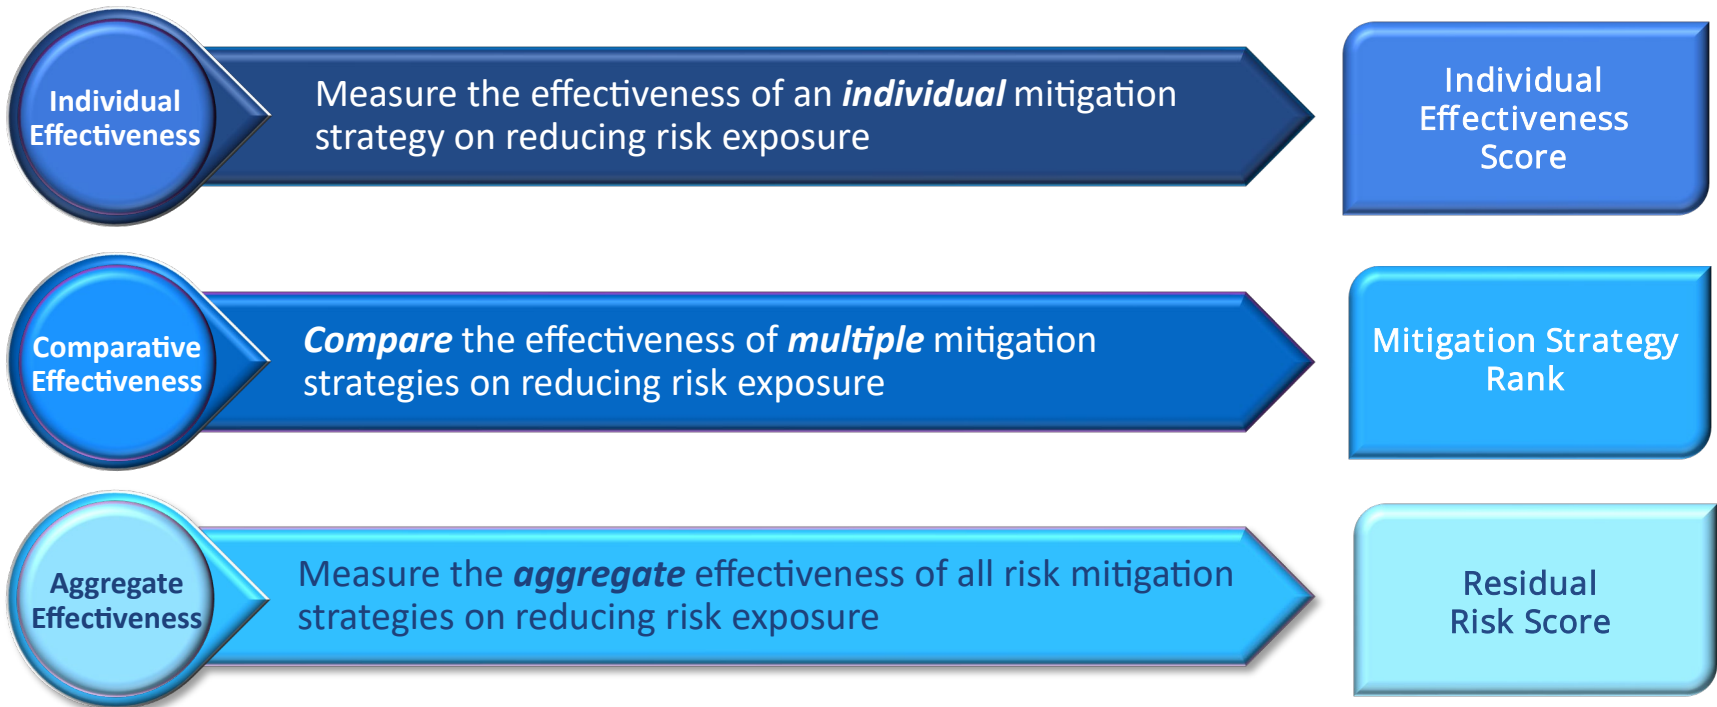 Individual
Effectiveness
Measure the effectiveness of an individual mitigation
strategy on reducing risk exposure
Individual
Effectiveness
Score
Comparative
Effectiveness
Compare the effectiveness of multiple mitigation
strategies on reducing risk exposure
Mitigation Strategy
Rank
Aggregate
Effectiveness
Measure the aggregate effectiveness of all risk mitigation
strategies on reducing risk exposure
Residual
Risk Score